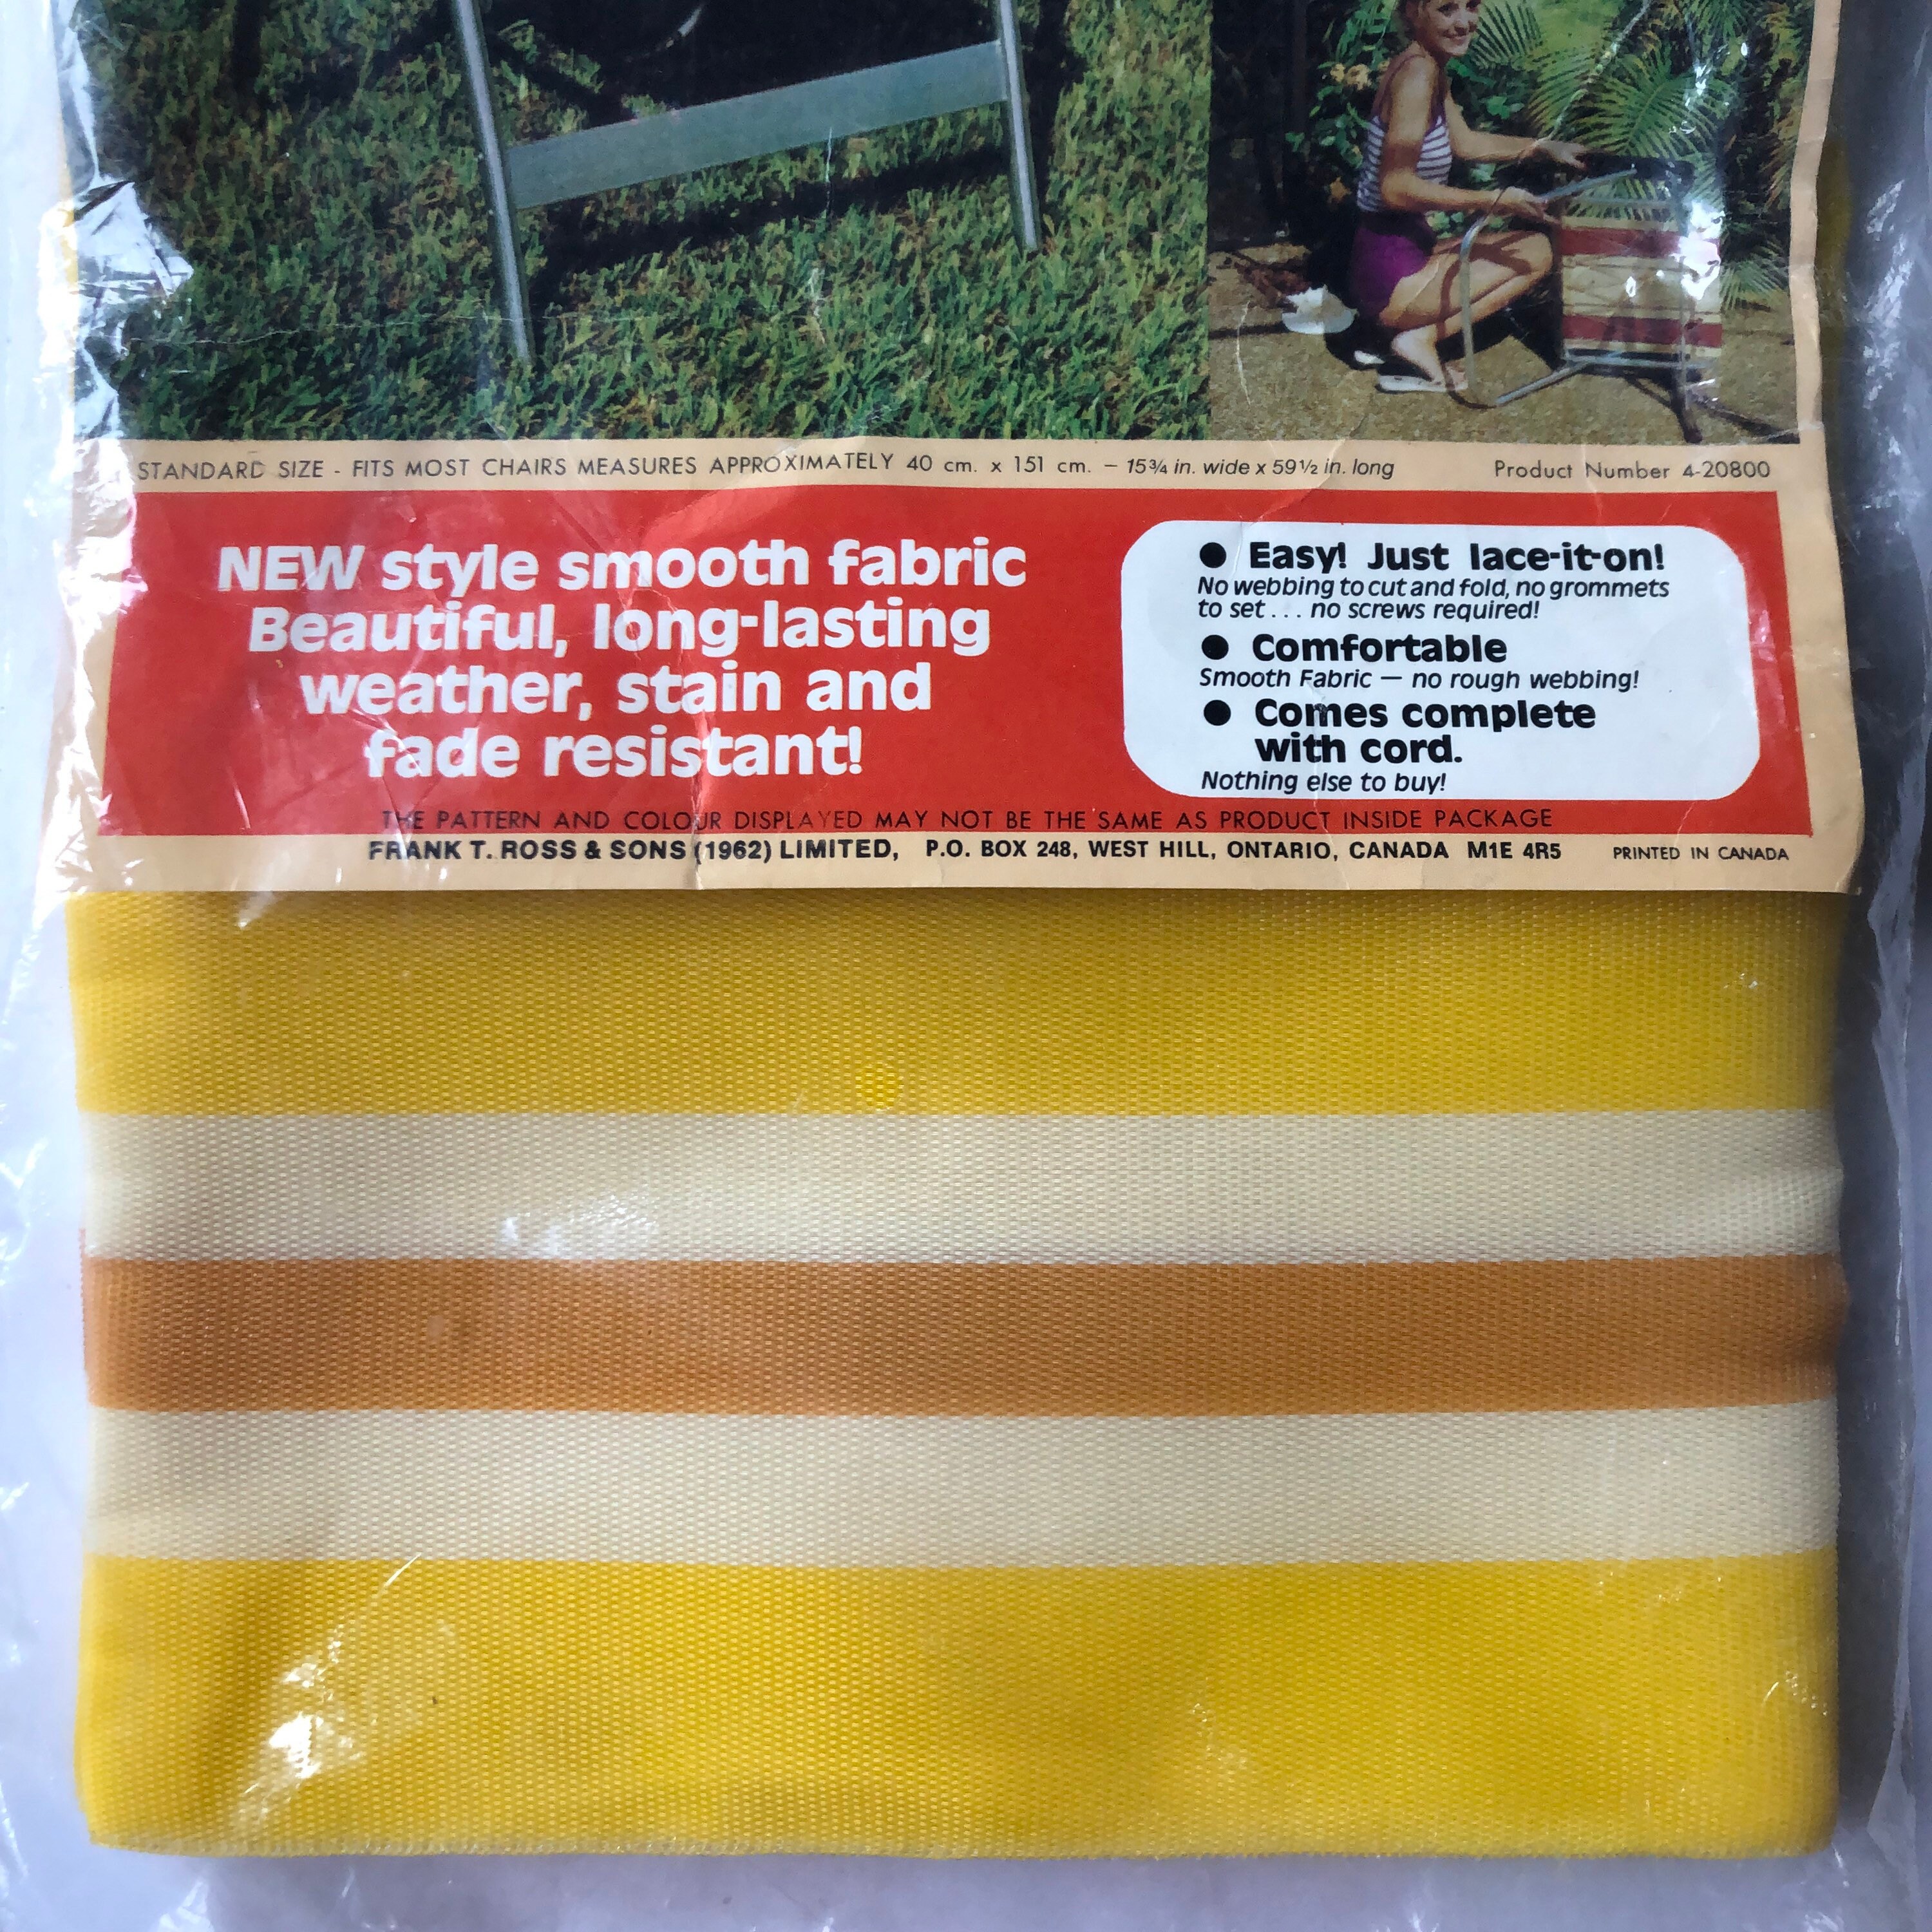 STANDARD SIZE - FITS MOST CHAIRS MEASURES APPROXIMATELY 40 cm. x 151 cm. – 15¾ in. wide x 59½ in. long Product Number 4-20800
NEW style smooth fabric
Beautiful, long-lasting
weather, stain and
fade resistant!
● Easy! Just lace-it-on!
No webbing to cut and fold, no grommets
to set . . . no screws required!
● Comfortable
Smooth Fabric — no rough webbing!
● Comes complete
with cord.
Nothing else to buy!
THE PATTERN AND COLOUR DISPLAYED MAY NOT BE THE SAME AS PRODUCT INSIDE PACKAGE
FRANK T. ROSS & SONS (1962) LIMITED, P.O. BOX 248, WEST HILL, ONTARIO, CANADA M1E 4R5 PRINTED IN CANADA